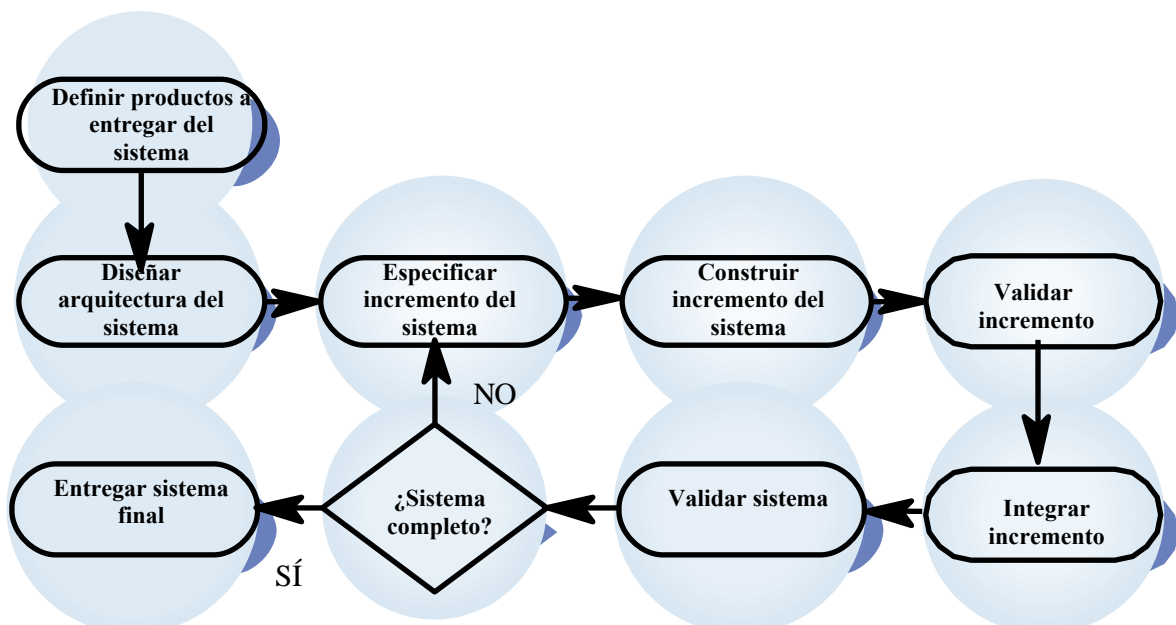 Definir productos a
entregar del
sistema
Diseñar
arquitectura del
sistema
Especificar
incremento del
sistema
Construir
incremento del
sistema
Validar
incremento
NO
Entregar sistema
final
SÍ
¿Sistema
completo?
Validar sistema
Integrar
incremento